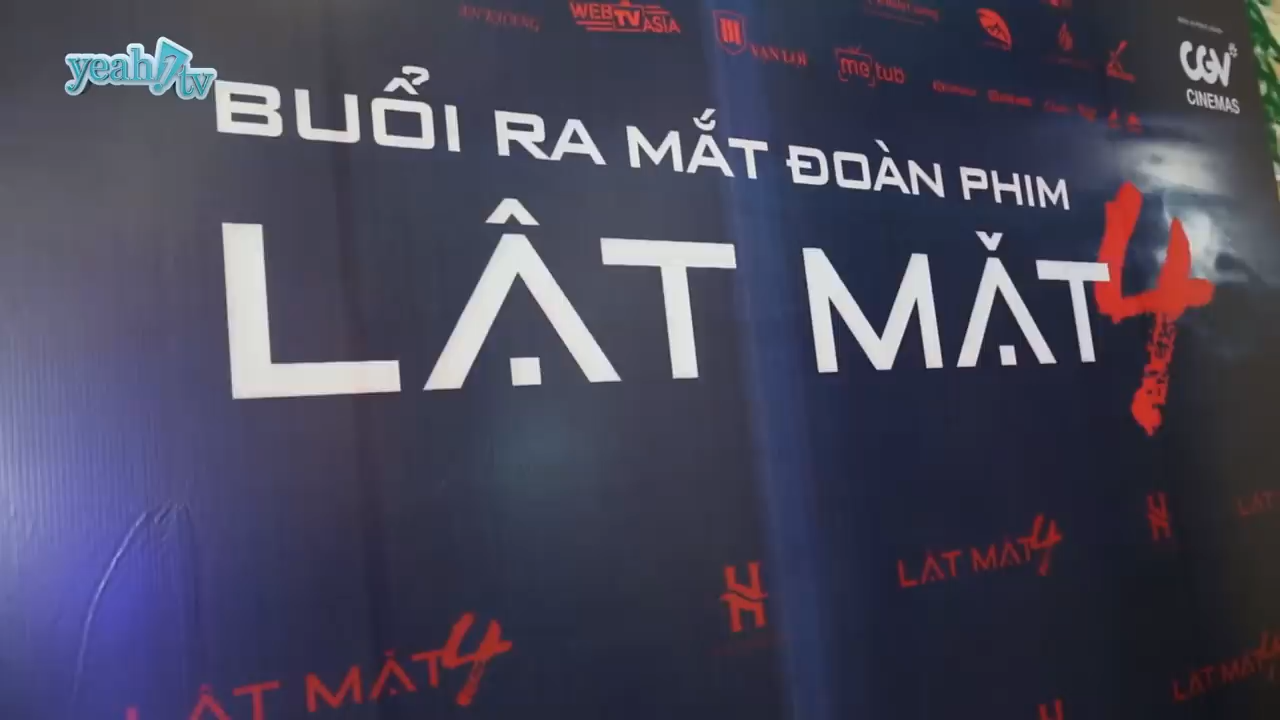 yeah1tv
WEBTVASIA
VAN LOI
metub
CGV
CINEMAS
BUỔI RA MẮT ĐOÀN PHIM
LẬT MẶT 4
LẬT MẶT 4
LẬT
LẬT MẶT 4
LẬT MẶT 4